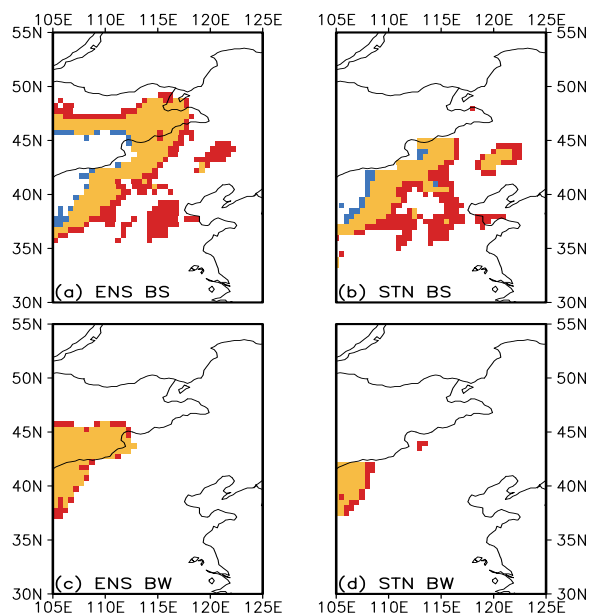 105E 110E 115E 120E 125E 105E 110E 115E 120E 125E
55N 55N
50N 50N
45N 45N
40N 40N
35N 35N
30N 30N
(a) ENS BS (b) STN BS
55N 55N
50N 50N
45N 45N
40N 40N
35N 35N
30N 30N
(c) ENS BW (d) STN BW
105E 110E 115E 120E 125E 105E 110E 115E 120E 125E